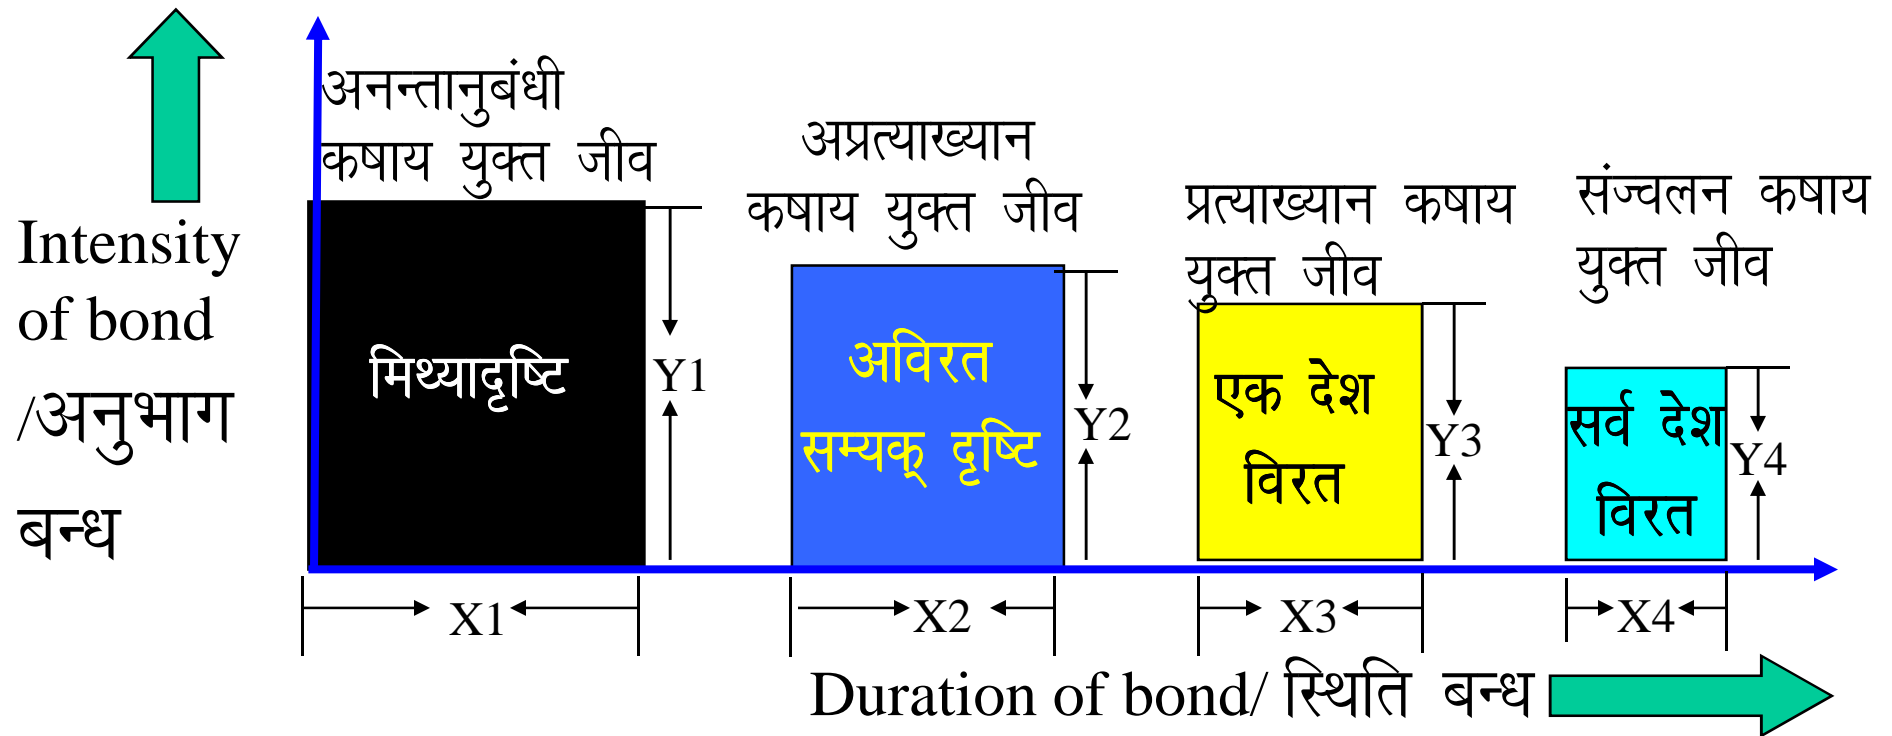 अनन्तानुबंधी
कषाय युक्त जीव
अप्रत्याख्यान
कषाय युक्त जीव
प्रत्याख्यान कषाय
युक्त जीव
संज्वलन कषाय
युक्त जीव
Intensity
of bond
/अनुभाग
बन्ध
मिथ्यादृष्टि
Y1
अविरत
सम्यक् दृष्टि
Y2
एक देश
विरत
Y3
सर्व देश
विरत
Y4
X1
X2
X3
X4
Duration of bond/ स्थिति बन्ध